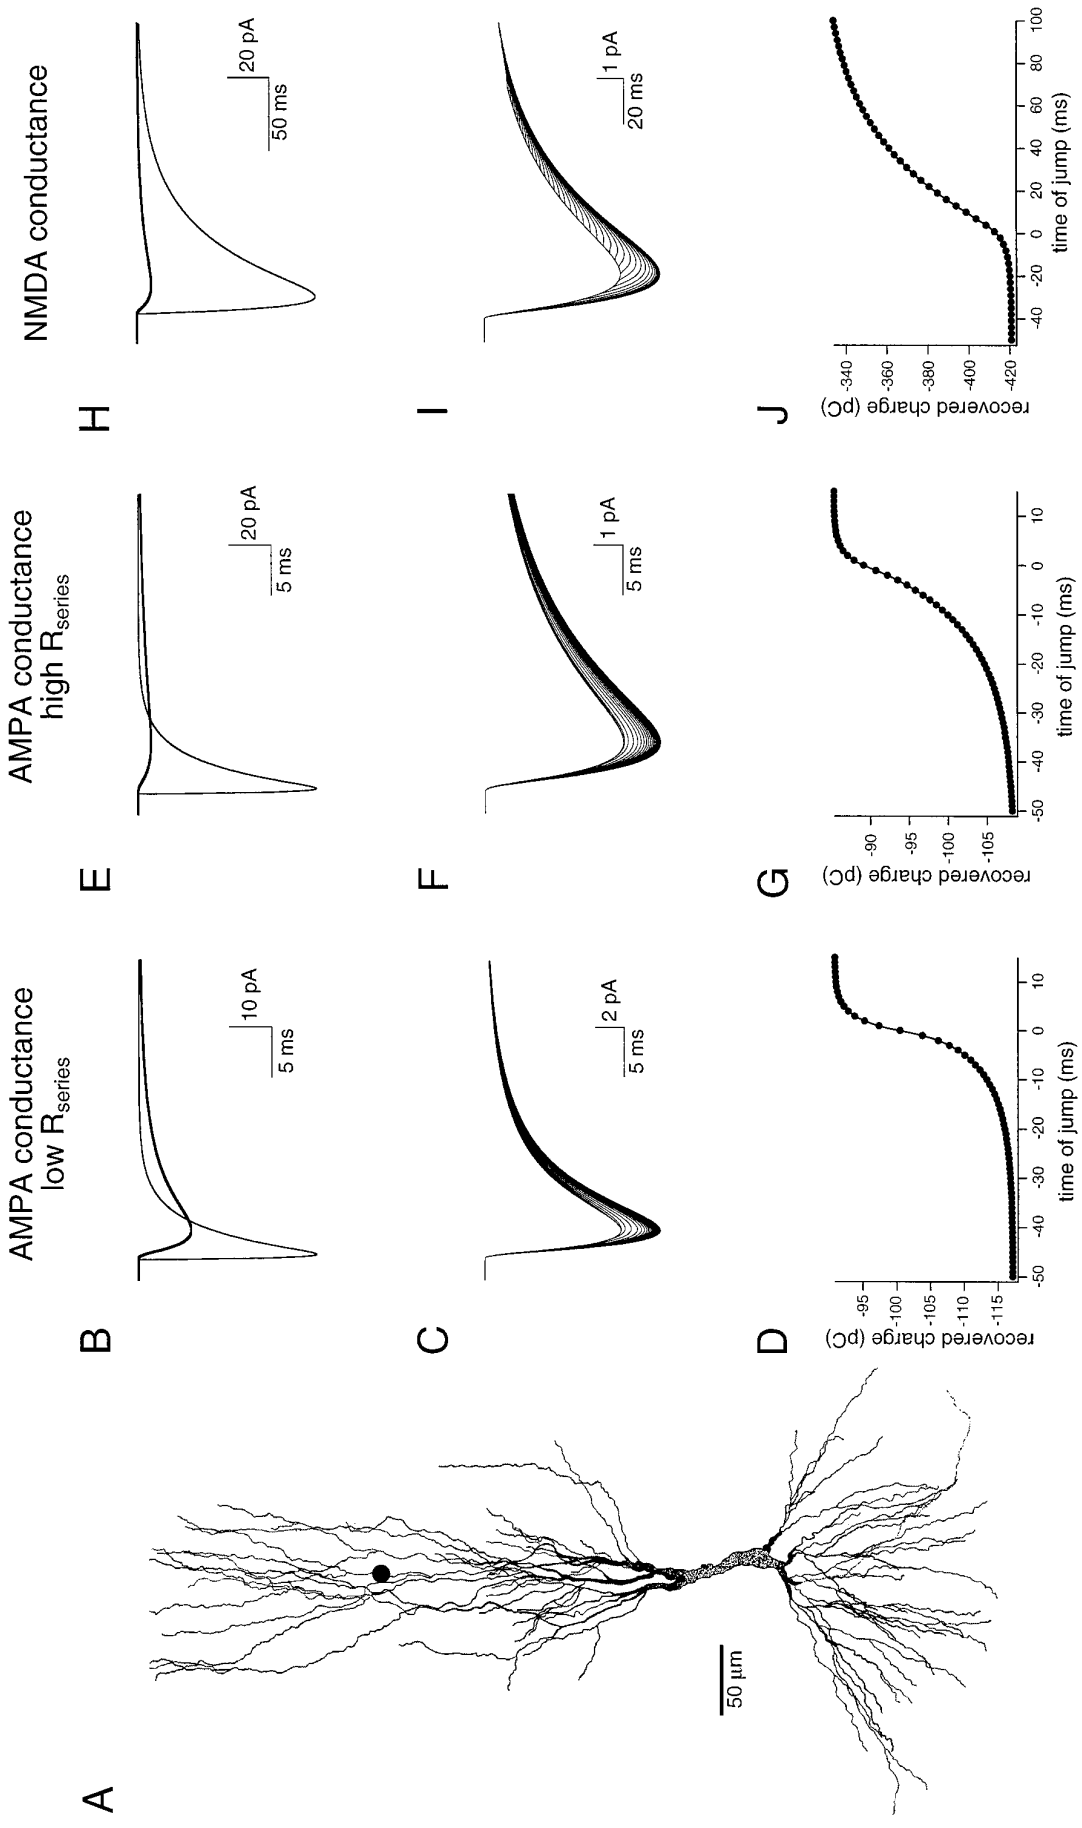 A
50 µm
AMPA conductance
low Rseries
B
10 pA
5 ms
C
2 pA
5 ms
D
recovered charge (pC)
-95
-100
-105
-110
-115
-50
-40
-30
-20
-10
0
10
time of jump (ms)
AMPA conductance
high Rseries
E
20 pA
5 ms
F
1 pA
5 ms
G
recovered charge (pC)
-90
-95
-100
-105
-50
-40
-30
-20
-10
0
10
time of jump (ms)
NMDA conductance
H
20 pA
50 ms
I
1 pA
20 ms
J
recovered charge (pC)
-340
-360
-380
-400
-420
-40
-20
0
20
40
60
80
100
time of jump (ms)